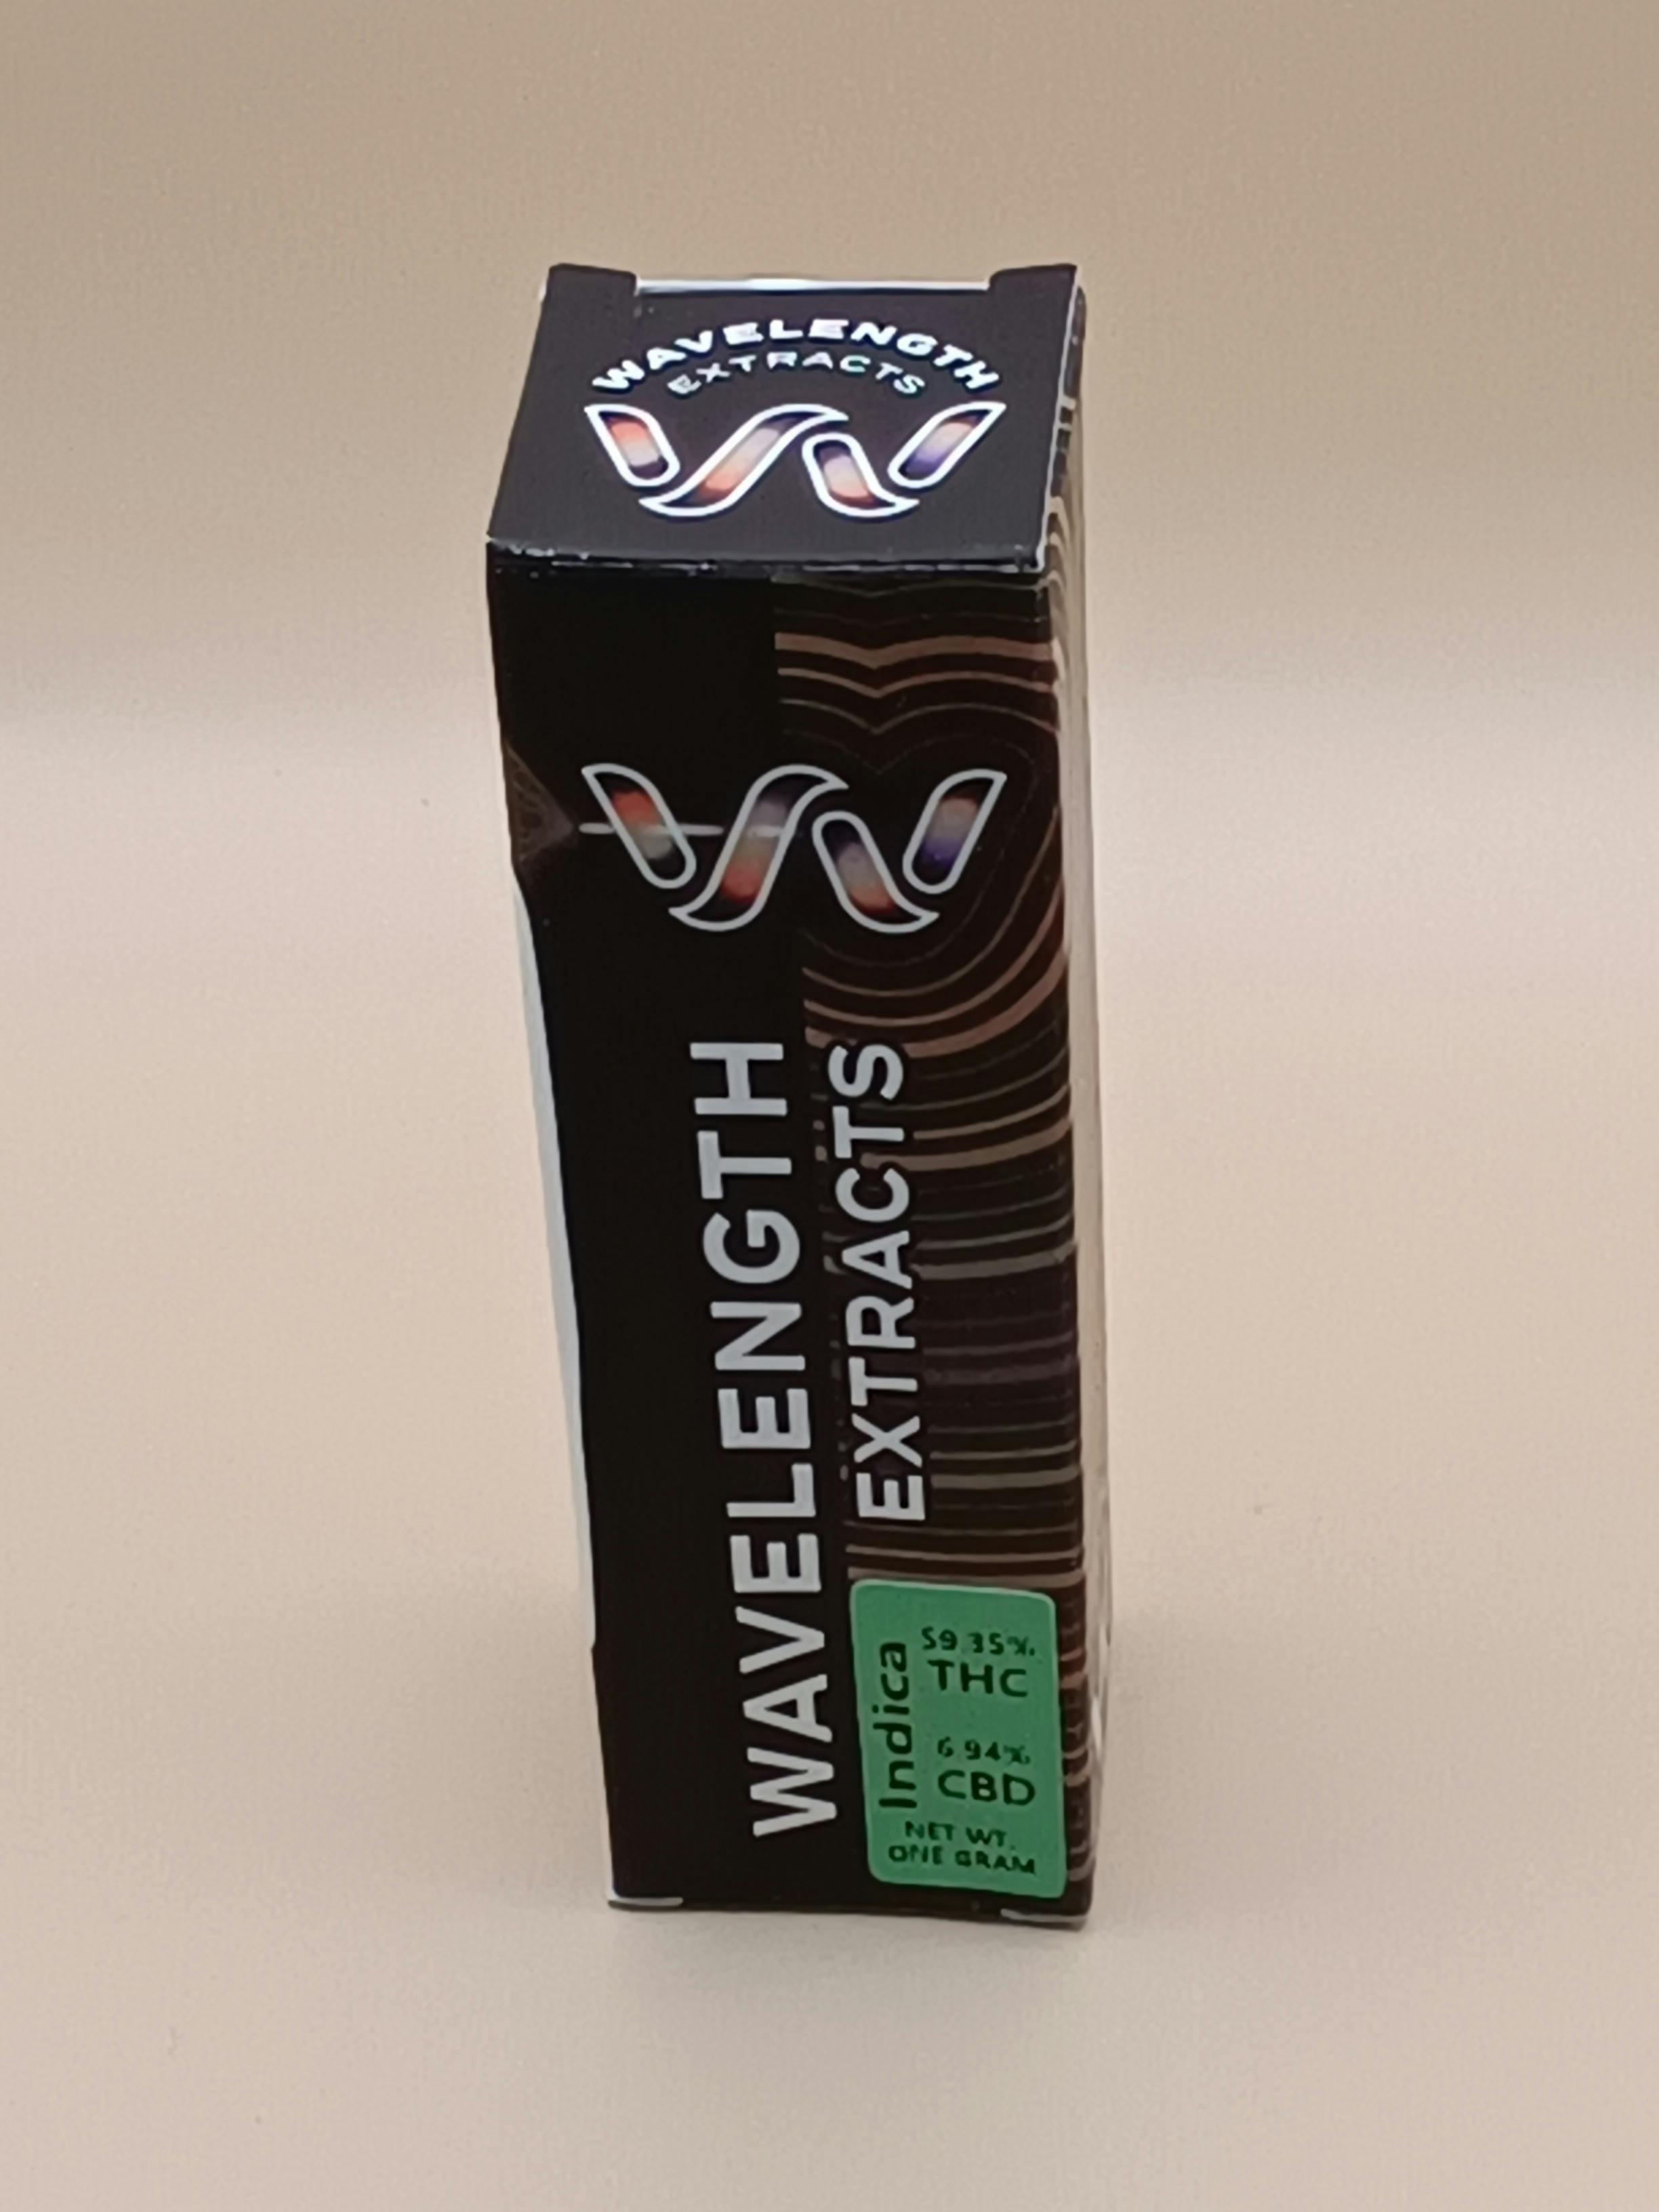 WAVELENGTH
EXTRACTS
WAVELENGTH
EXTRACTS
Indica
59.35%
THC
6.94%
CBD
NET WT.
ONE GRAM